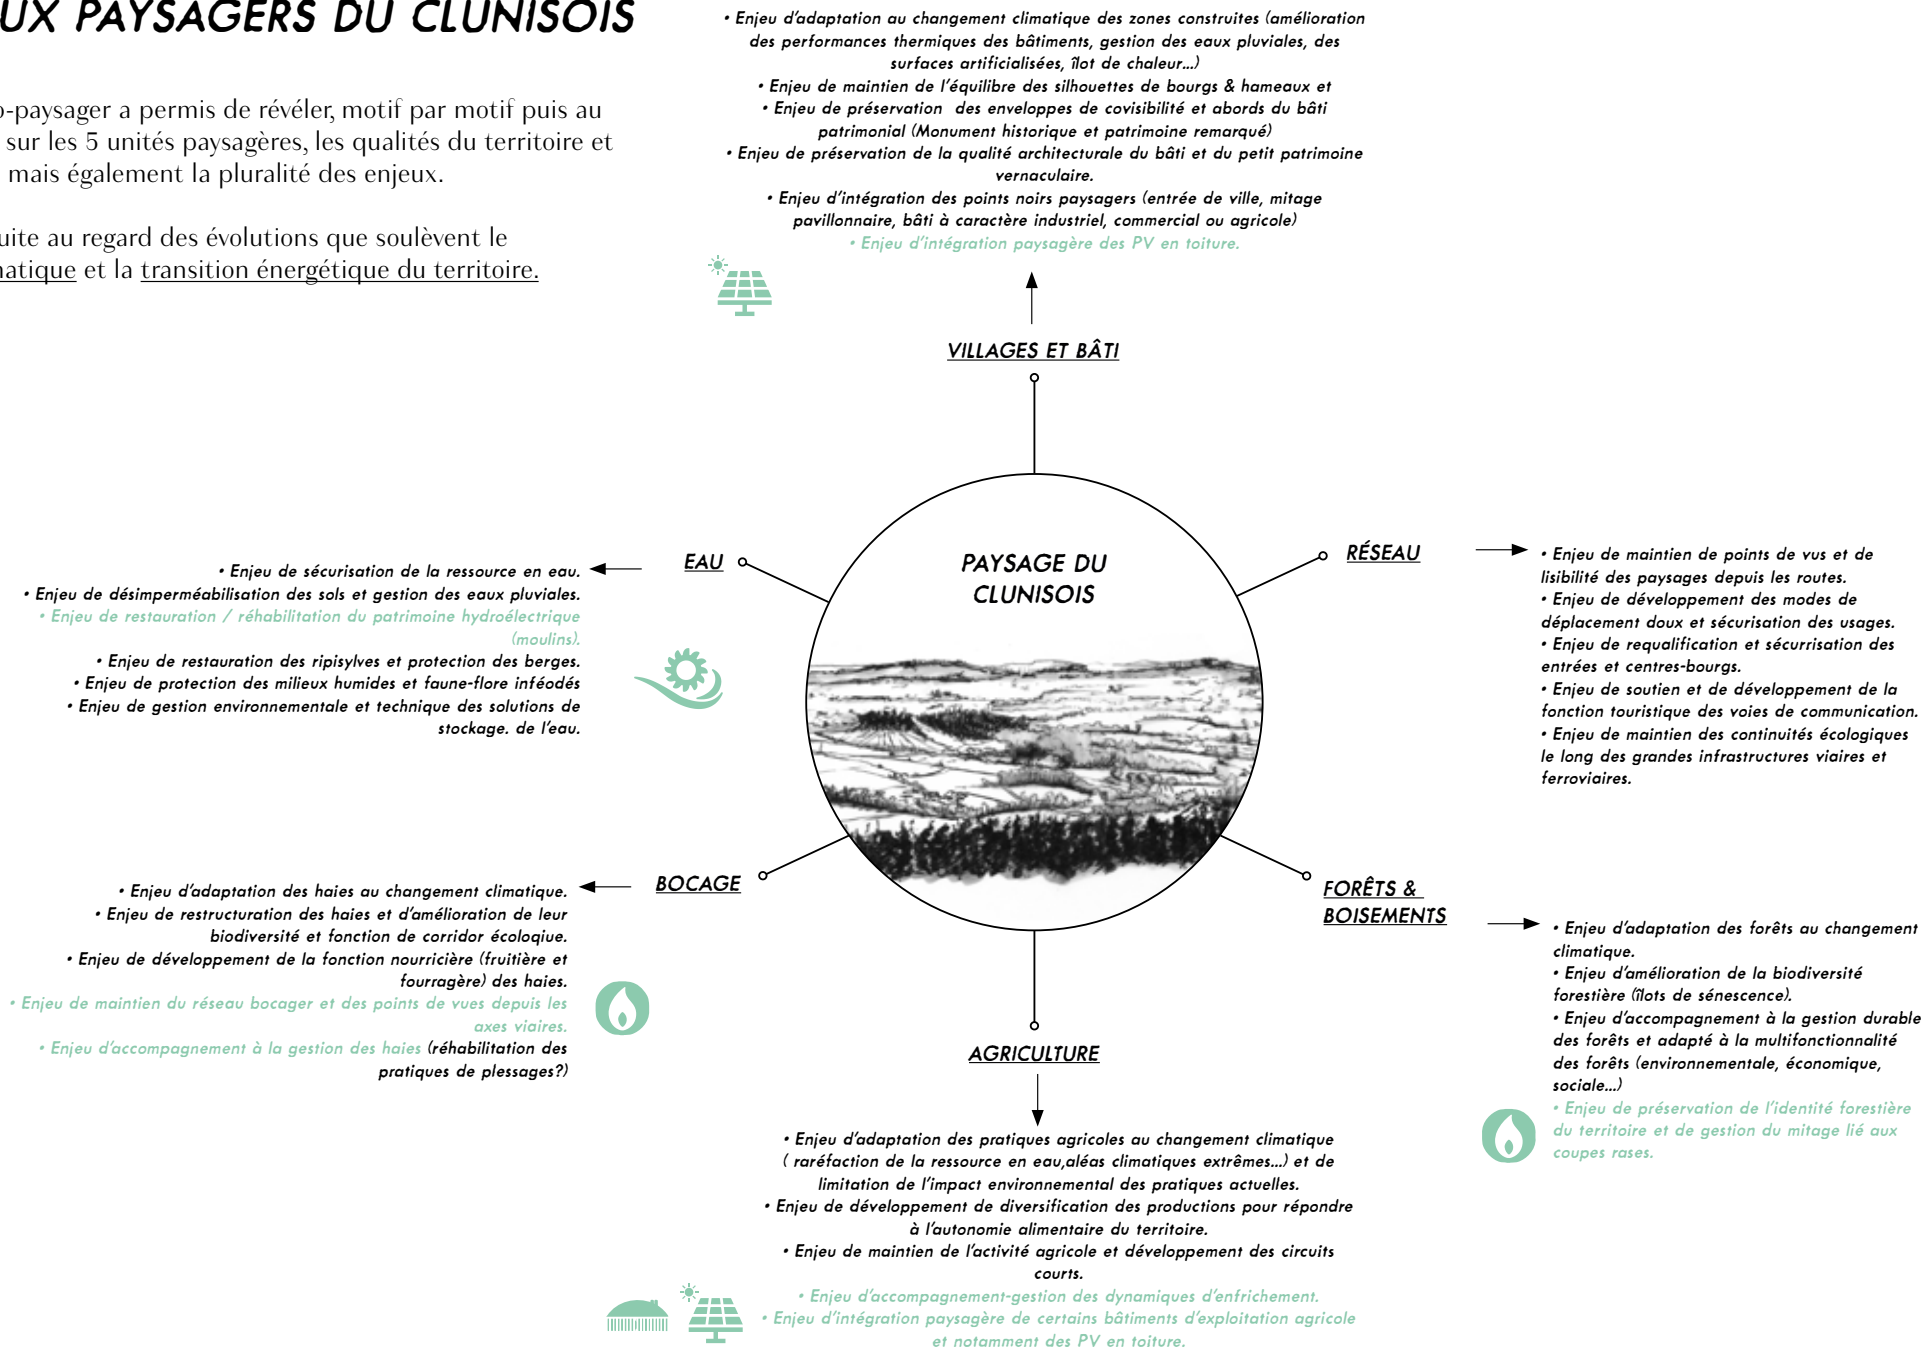 UX PAYSAGERS DU CLUNISOIS
o-paysager a permis de révéler, motif par motif puis au
sur les 5 unités paysagères, les qualités du territoire et
mais également la pluralité des enjeux.
uite au regard des évolutions que soulèvent le
matique et la transition énergétique du territoire.
• Enjeu d'adaptation au changement climatique des zones construites (amélioration
des performances thermiques des bâtiments, gestion des eaux pluviales, des
surfaces artificialisées, îlot de chaleur...)
• Enjeu de maintien de l'équilibre des silhouettes de bourgs & hameaux et
• Enjeu de préservation  des enveloppes de covisibilité et abords du bâti
patrimonial (Monument historique et patrimoine remarqué)
• Enjeu de préservation de la qualité architecturale du bâti et du petit patrimoine
vernaculaire.
• Enjeu d'intégration des points noirs paysagers (entrée de ville, mitage
pavillonnaire, bâti à caractère industriel, commercial ou agricole)
• Enjeu d'intégration paysagère des PV en toiture.
VILLAGES ET BÂTI
EAU
• Enjeu de sécurisation de la ressource en eau.
• Enjeu de désimperméabilisation des sols et gestion des eaux pluviales.
• Enjeu de restauration / réhabilitation du patrimoine hydroélectrique
(moulins).
• Enjeu de restauration des ripisylves et protection des berges.
• Enjeu de protection des milieux humides et faune-flore inféodés
• Enjeu de gestion environnementale et technique des solutions de
stockage. de l'eau.
PAYSAGE DU
CLUNISOIS
RÉSEAU
• Enjeu de maintien de points de vus et de
lisibilité des paysages depuis les routes.
• Enjeu de développement des modes de
déplacement doux et sécurisation des usages.
• Enjeu de requalification et sécurrisation des
entrées et centres-bourgs.
• Enjeu de soutien et de développement de la
fonction touristique des voies de communication.
• Enjeu de maintien des continuités écologiques
le long des grandes infrastructures viaires et
ferroviaires.
BOCAGE
• Enjeu d'adaptation des haies au changement climatique.
• Enjeu de restructuration des haies et d'amélioration de leur
biodiversité et fonction de corridor écoloqiue.
• Enjeu de développement de la fonction nourricière (fruitière et
fourragère) des haies.
• Enjeu de maintien du réseau bocager et des points de vues depuis les
axes viaires.
• Enjeu d'accompagnement à la gestion des haies (réhabilitation des
pratiques de plessages?)
FORÊTS &
BOISEMENTS
• Enjeu d'adaptation des forêts au changement
climatique.
• Enjeu d'amélioration de la biodiversité
forestière (îlots de sénescence).
• Enjeu d'accompagnement à la gestion durable
des forêts et adapté à la multifonctionnalité
des forêts (environnementale, économique,
sociale...)
• Enjeu de préservation de l'identité forestière
du territoire et de gestion du mitage lié aux
coupes rases.
AGRICULTURE
• Enjeu d'adaptation des pratiques agricoles au changement climatique
( raréfaction de la ressource en eau,aléas climatiques extrêmes...) et de
limitation de l'impact environnemental des pratiques actuelles.
• Enjeu de développement de diversification des productions pour répondre
à l'autonomie alimentaire du territoire.
• Enjeu de maintien de l'activité agricole et développement des circuits
courts.
• Enjeu d'accompagnement-gestion des dynamiques d'enfrichement.
• Enjeu d'intégration paysagère de certains bâtiments d'exploitation agricole
et notamment des PV en toiture.